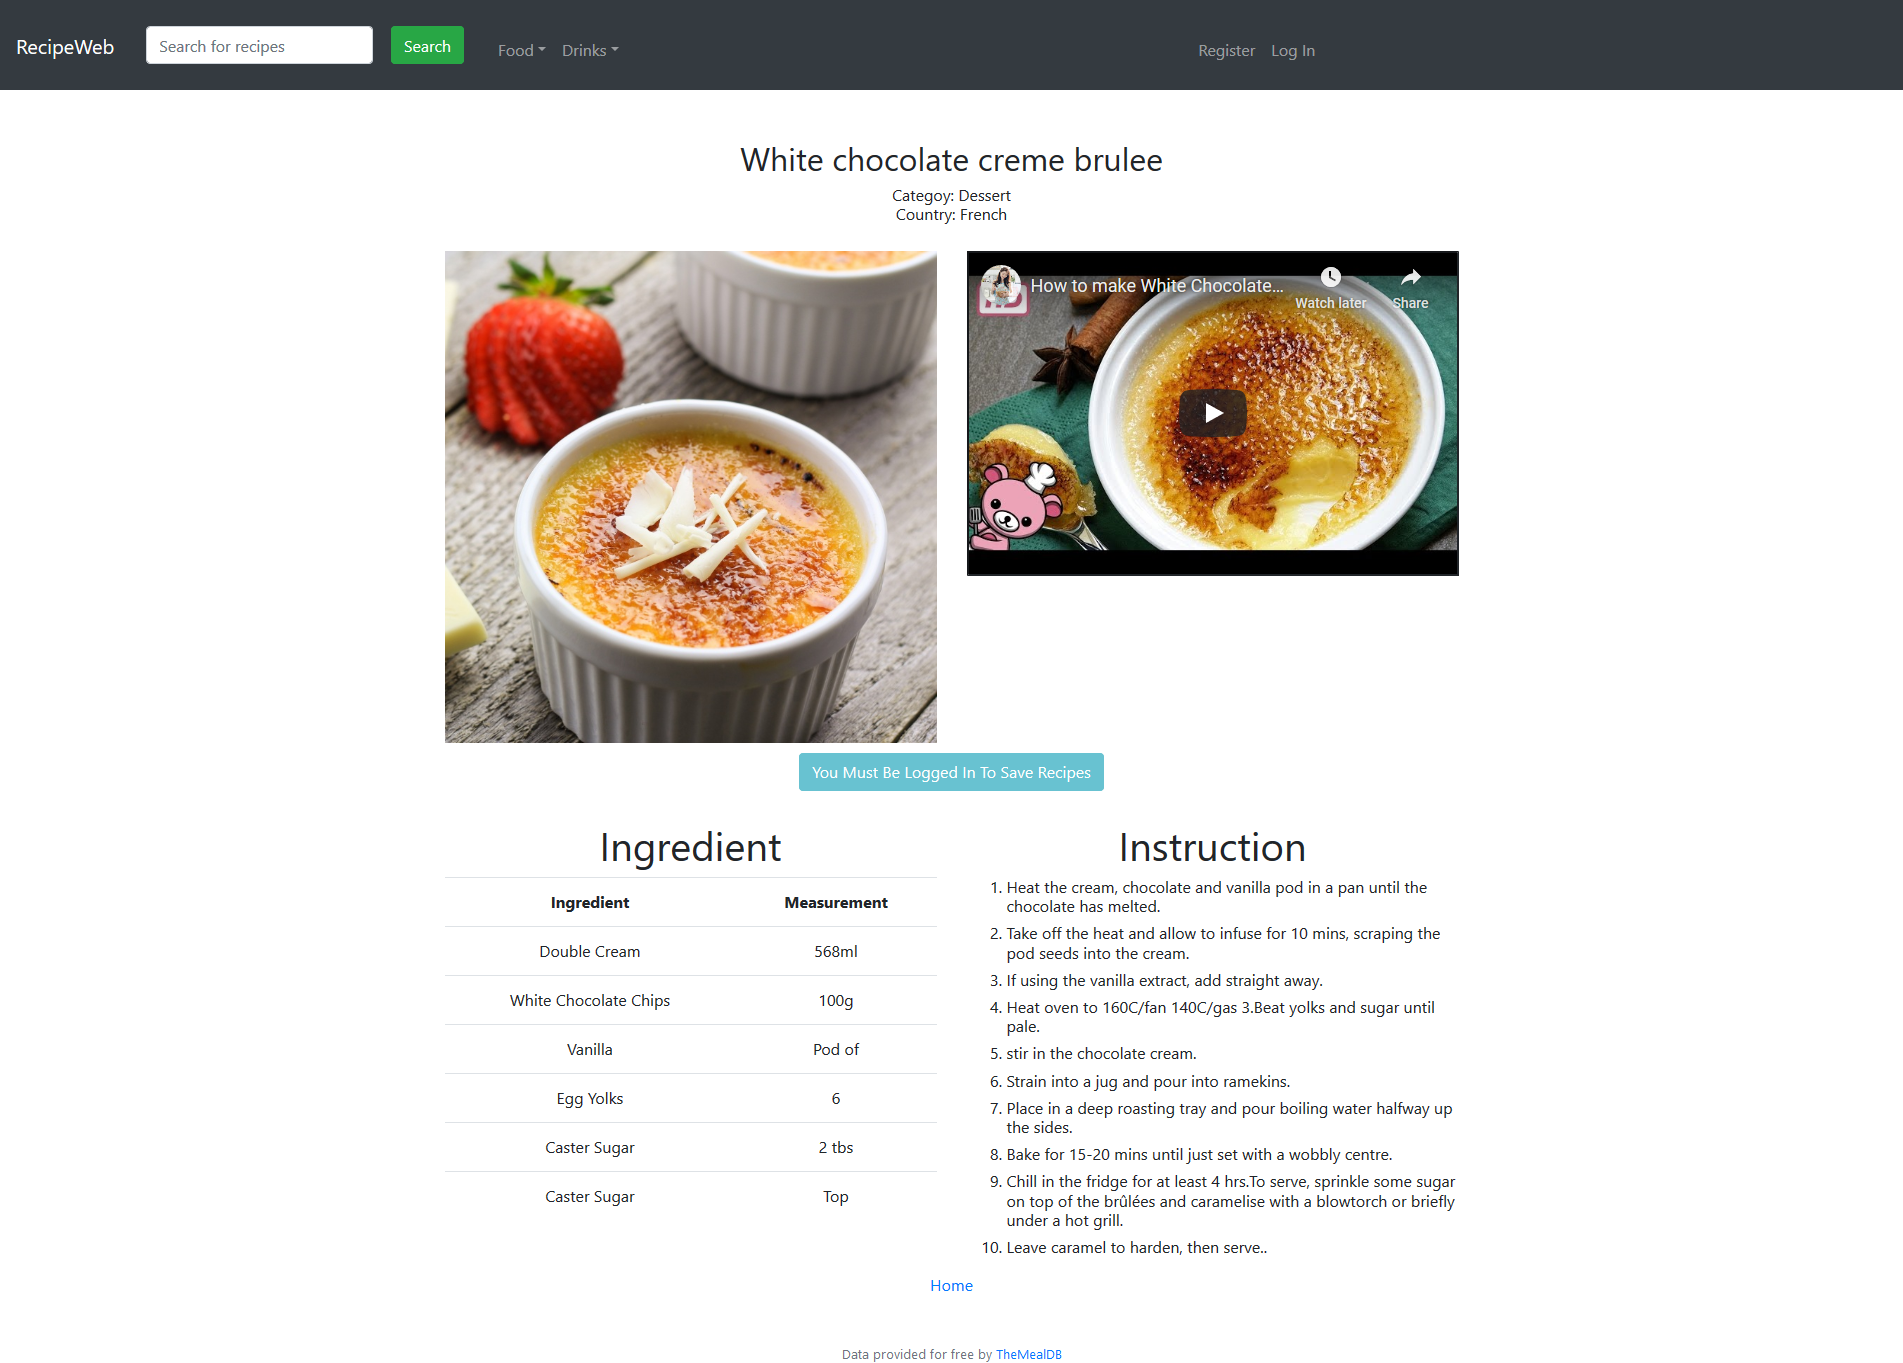 RecipeWeb
Search for recipes
Search
Food
Drinks
Register
Log In
White chocolate creme brulee
Categoy: Dessert
Country: French
How to make White Chocolate...
Watch later
Share
You Must Be Logged In To Save Recipes
Ingredient
Ingredient Measurement
Double Cream 568ml
White Chocolate Chips 100g
Vanilla Pod of
Egg Yolks 6
Caster Sugar 2 tbs
Caster Sugar Top
Instruction
1. Heat the cream, chocolate and vanilla pod in a pan until the
chocolate has melted.
2. Take off the heat and allow to infuse for 10 mins, scraping the
pod seeds into the cream.
3. If using the vanilla extract, add straight away.
4. Heat oven to 160C/fan 140C/gas 3.Beat yolks and sugar until
pale.
5. stir in the chocolate cream.
6. Strain into a jug and pour into ramekins.
7. Place in a deep roasting tray and pour boiling water halfway up
the sides.
8. Bake for 15-20 mins until just set with a wobbly centre.
9. Chill in the fridge for at least 4 hrs.To serve, sprinkle some sugar
on top of the brûlées and caramelise with a blowtorch or briefly
under a hot grill.
10. Leave caramel to harden, then serve..
Home
Data provided for free by TheMealDB